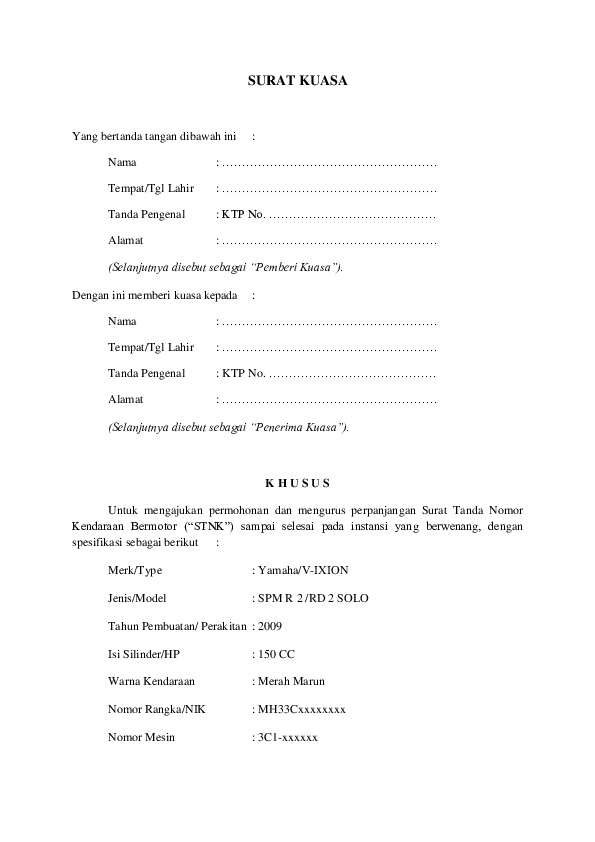 SURAT KUASA
Yang bertanda tangan dibawah ini :
Nama : ……………………………………………
Tempat/Tgl Lahir : ……………………………………………
Tanda Pengenal : KTP No. ……………………………………
Alamat : ……………………………………………
(Selanjutnya disebut sebagai “Pemberi Kuasa”).
Dengan ini memberi kuasa kepada :
Nama : ……………………………………………
Tempat/Tgl Lahir : ……………………………………………
Tanda Pengenal : KTP No. ……………………………………
Alamat : ……………………………………………
(Selanjutnya disebut sebagai “Penerima Kuasa”).
K H U S U S
Untuk mengajukan permohonan dan mengurus perpanjangan Surat Tanda Nomor
Kendaraan Bermotor (“STNK”) sampai selesai pada instansi yang berwenang, dengan
spesifikasi sebagai berikut :
Merk/Type : Yamaha/V-IXION
Jenis/Model : SPM R 2 /RD 2 SOLO
Tahun Pembuatan/ Perakitan : 2009
Isi Silinder/HP : 150 CC
Warna Kendaraan : Merah Marun
Nomor Rangka/NIK : MH33Cxxxxxxxx
Nomor Mesin : 3C1-xxxxxx